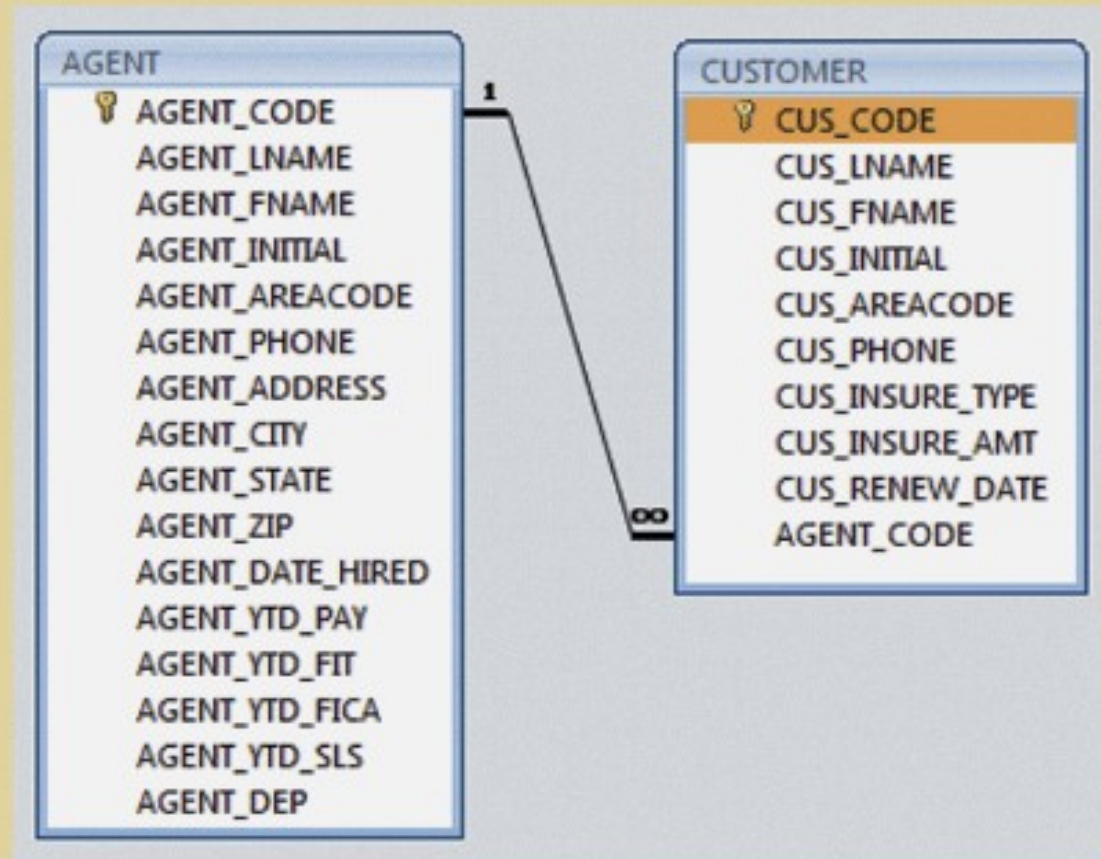 AGENT
AGENT_CODE
AGENT_LNAME
AGENT_FNAME
AGENT_INITIAL
AGENT_AREACODE
AGENT_PHONE
AGENT_ADDRESS
AGENT_CITY
AGENT_STATE
AGENT_ZIP
AGENT_DATE_HIRED
AGENT_YTD_PAY
AGENT_YTD_FIT
AGENT_YTD_FICA
AGENT_YTD_SLS
AGENT_DEP
1
∞
CUSTOMER
CUS_CODE
CUS_LNAME
CUS_FNAME
CUS_INITIAL
CUS_AREACODE
CUS_PHONE
CUS_INSURE_TYPE
CUS_INSURE_AMT
CUS_RENEW_DATE
AGENT_CODE